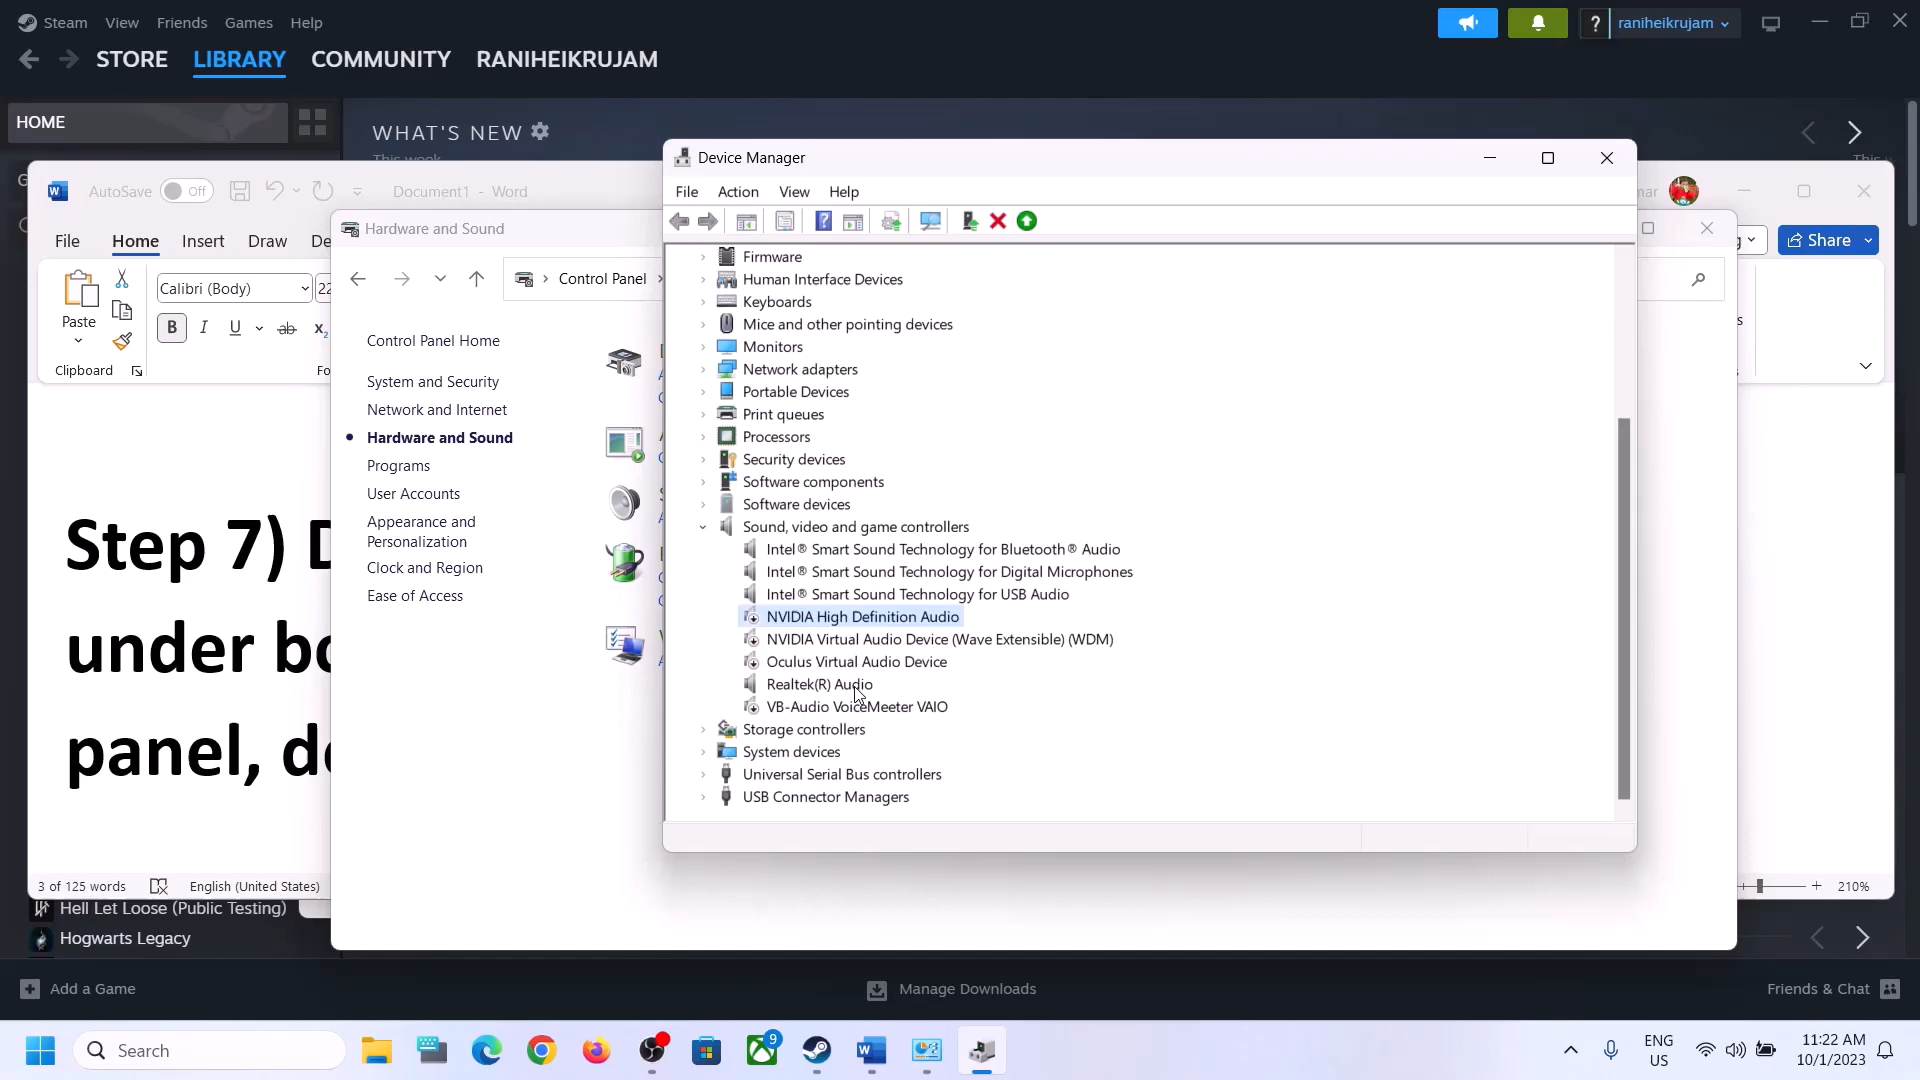 Steam View Friends Games Help
raniheikrujam
STORE LIBRARY COMMUNITY RANIHEIKRUJAM
HOME
WHAT'S NEW
AutoSave Off Document1 - Word
File Home Insert Draw De
Share
Calibri (Body) 22
Paste
B I U ab x₂
Clipboard
Step 7) D
under bo
panel, de
3 of 125 words English (United States) 210%
Hardware and Sound
Control Panel
Control Panel Home
System and Security
Network and Internet
Hardware and Sound
Programs
User Accounts
Appearance and
Personalization
Clock and Region
Ease of Access
Device Manager
File Action View Help
Firmware
Human Interface Devices
Keyboards
Mice and other pointing devices
Monitors
Network adapters
Portable Devices
Print queues
Processors
Security devices
Software components
Software devices
Sound, video and game controllers
Intel® Smart Sound Technology for Bluetooth® Audio
Intel® Smart Sound Technology for Digital Microphones
Intel® Smart Sound Technology for USB Audio
NVIDIA High Definition Audio
NVIDIA Virtual Audio Device (Wave Extensible) (WDM)
Oculus Virtual Audio Device
Realtek(R) Audio
VB-Audio VoiceMeeter VAIO
Storage controllers
System devices
Universal Serial Bus controllers
USB Connector Managers
Hell Let Loose (Public Testing)
Hogwarts Legacy
Add a Game Manage Downloads Friends & Chat
Search 9 ENG
US 11:22 AM
10/1/2023